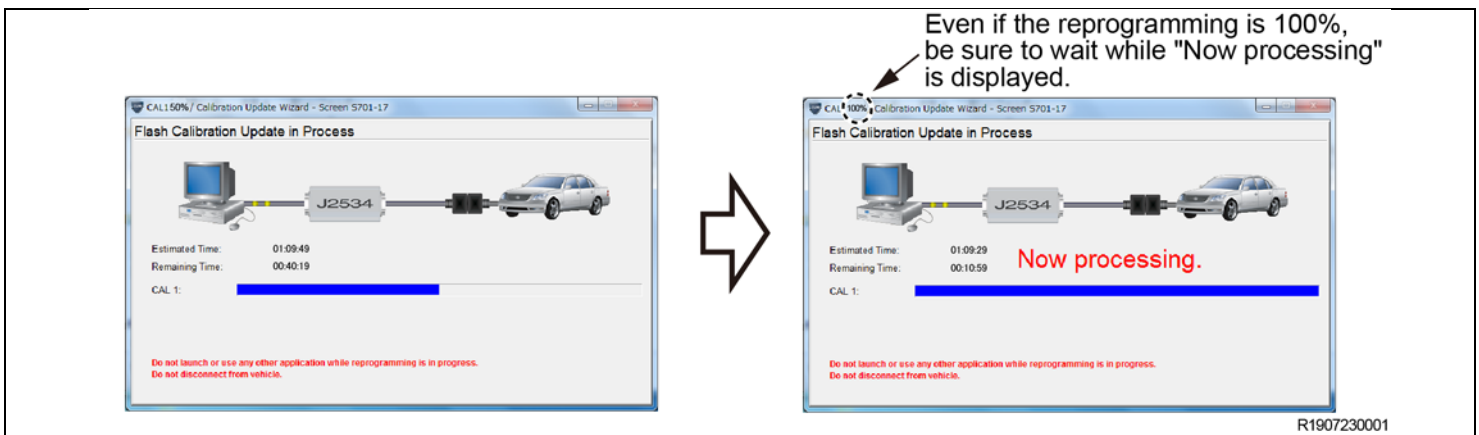 Even if the reprogramming is 100%,
be sure to wait while "Now processing"
is displayed.
CAL150%/ Calibration Update Wizard - Screen S701-17
Flash Calibration Update in Process
J2534
Estimated Time: 01:09:49
Remaining Time: 00:40:19
CAL 1:
Do not launch or use any other application while reprogramming is in progress.
Do not disconnect from vehicle.
CAL 100% Calibration Update Wizard - Screen S701-17
Flash Calibration Update in Process
J2534
Estimated Time: 01:09:29
Remaining Time: 00:10:59
Now processing.
CAL 1:
Do not launch or use any other application while reprogramming is in progress.
Do not disconnect from vehicle.
R1907230001